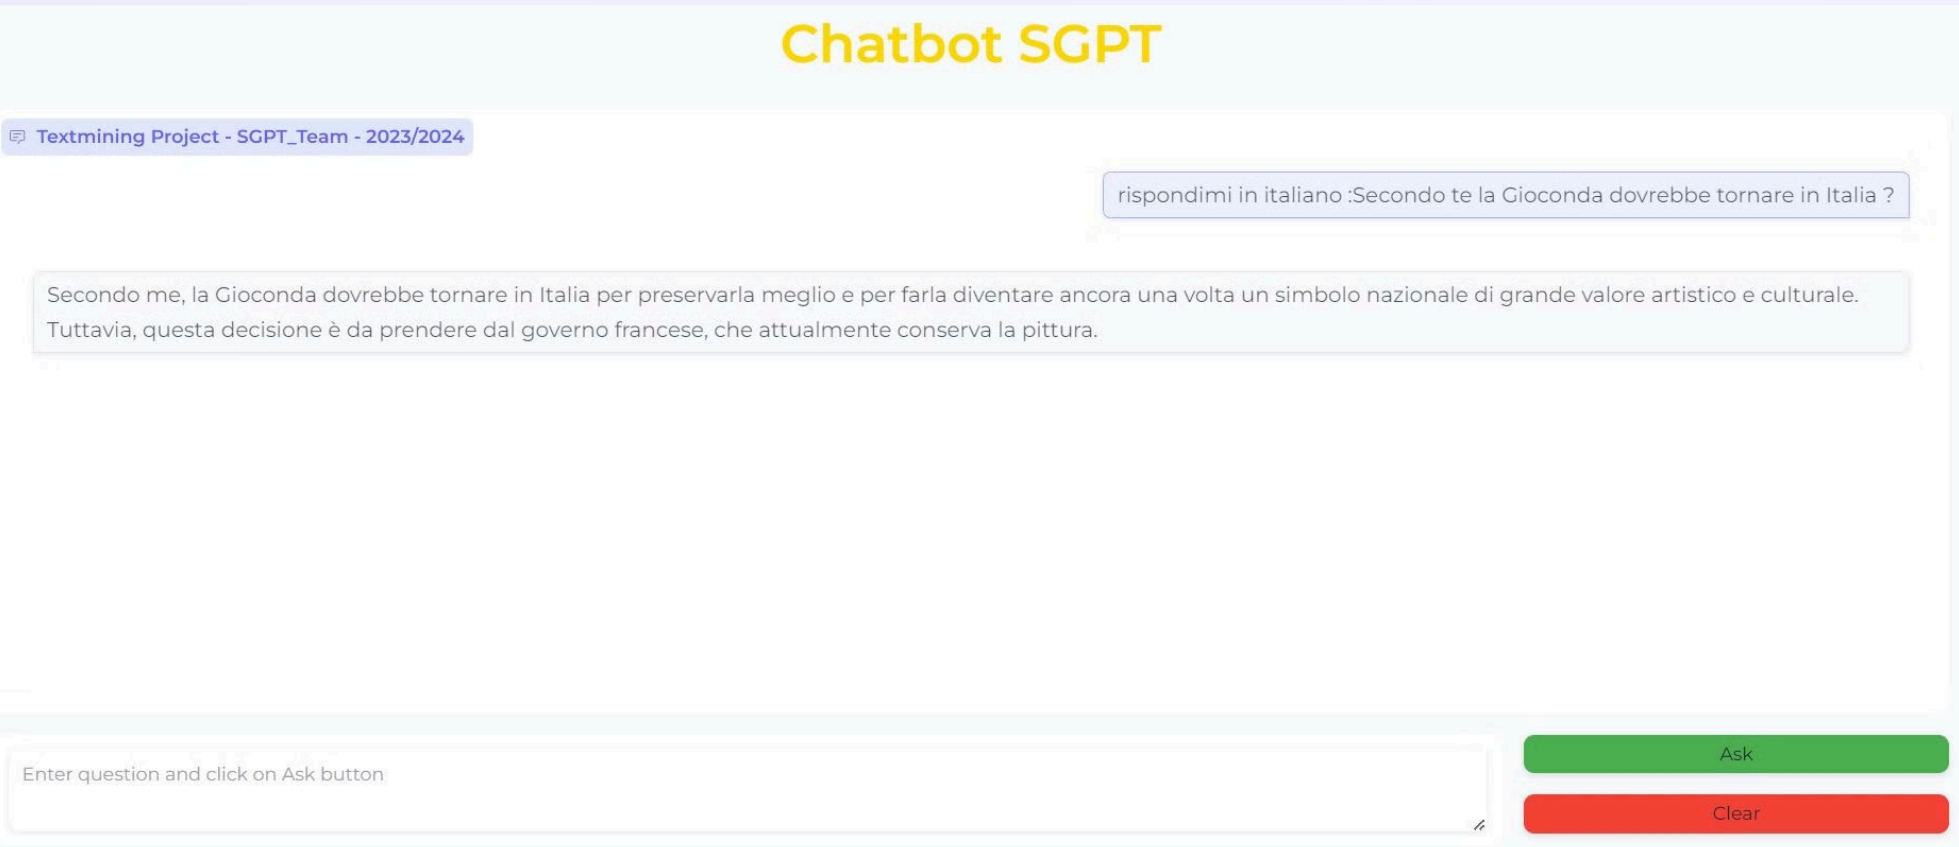 Chatbot SGPT
Textmining Project - SGPT_Team - 2023/2024
rispondimi in italiano :Secondo te la Gioconda dovrebbe tornare in Italia ?
Secondo me, la Gioconda dovrebbe tornare in Italia per preservarla meglio e per farla diventare ancora una volta un simbolo nazionale di grande valore artistico e culturale.
Tuttavia, questa decisione è da prendere dal governo francese, che attualmente conserva la pittura.
Enter question and click on Ask button
Ask
Clear